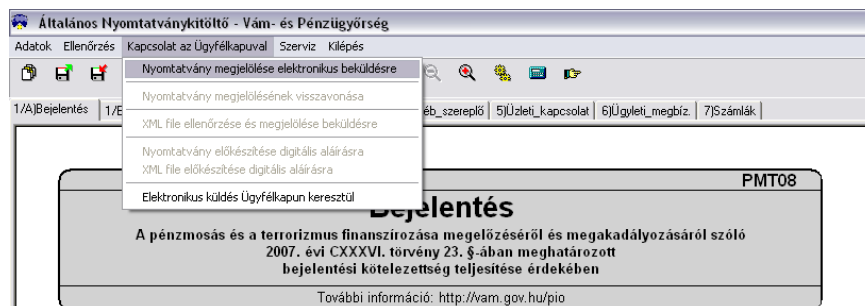 Általános Nyomtatványkitöltő - Vám- és Pénzügyőrség
Adatok Ellenőrzés Kapcsolat az Ügyfélkapuval Szerviz Kilépés
Nyomtatvány megjelölése elektronikus beküldésre
Nyomtatvány megjelölésének visszavonása
XML file ellenőrzése és megjelölése beküldésre
Nyomtatvány előkészítése digitális aláírásra
XML file előkészítése digitális aláírásra
Elektronikus küldés Ügyfélkapun keresztül
1/A)Bejelentés 5)Üzleti_kapcsolat 6)Ügyleti_megbíz. 7)Számlák
PMT08
Bejelentés
A pénzmosás és a terrorizmus finanszírozása megelőzéséről és megakadályozásáról szóló
2007. évi CXXXVI. törvény 23. §-ában meghatározott
bejelentési kötelezettség teljesítése érdekében
További információ: http://vam.gov.hu/pio